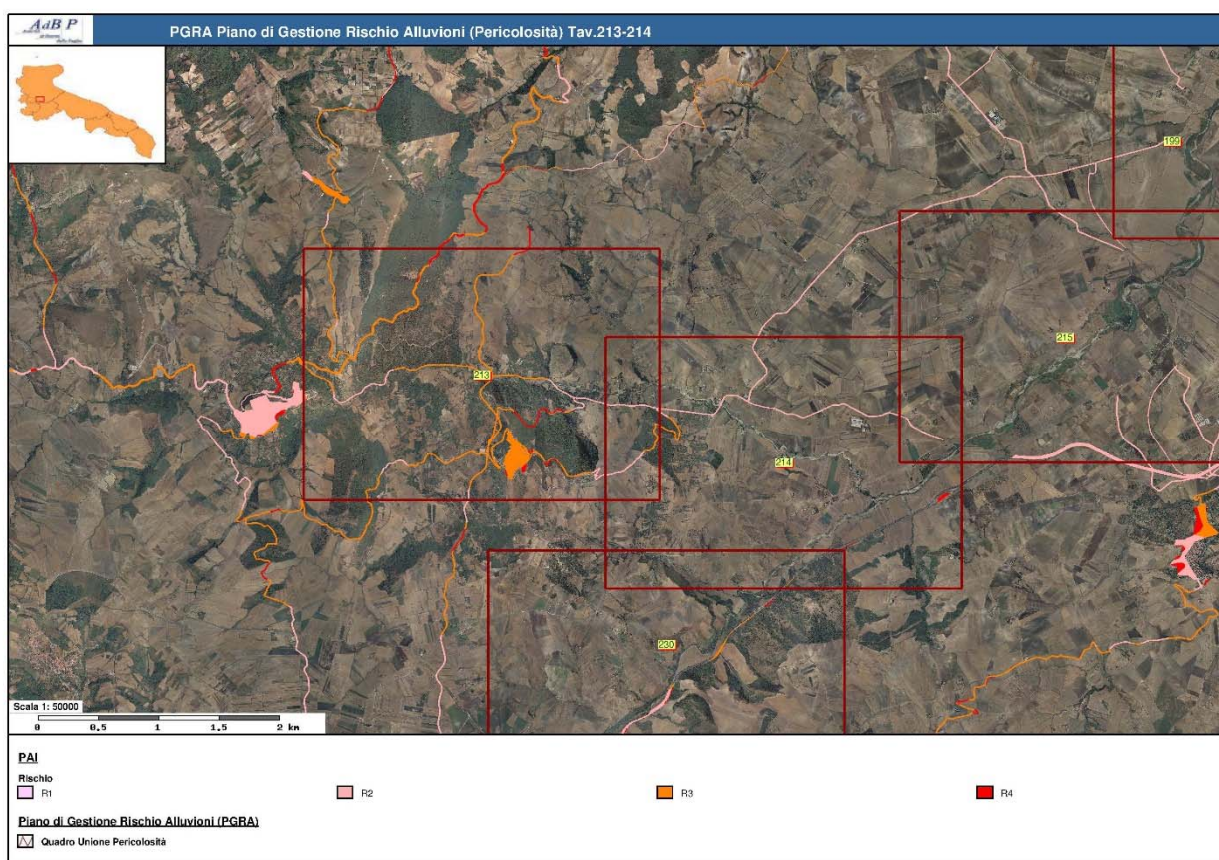 AdB P
PGRA Piano di Gestione Rischio Alluvioni (Pericolosità) Tav.213-214
199
215
213
214
230
Scala 1: 50000
0 0.5 1 1.5 2 km
PAI
Rischio
R1 R2 R3 R4
Piano di Gestione Rischio Alluvioni (PGRA)
Quadro Unione Pericolosità